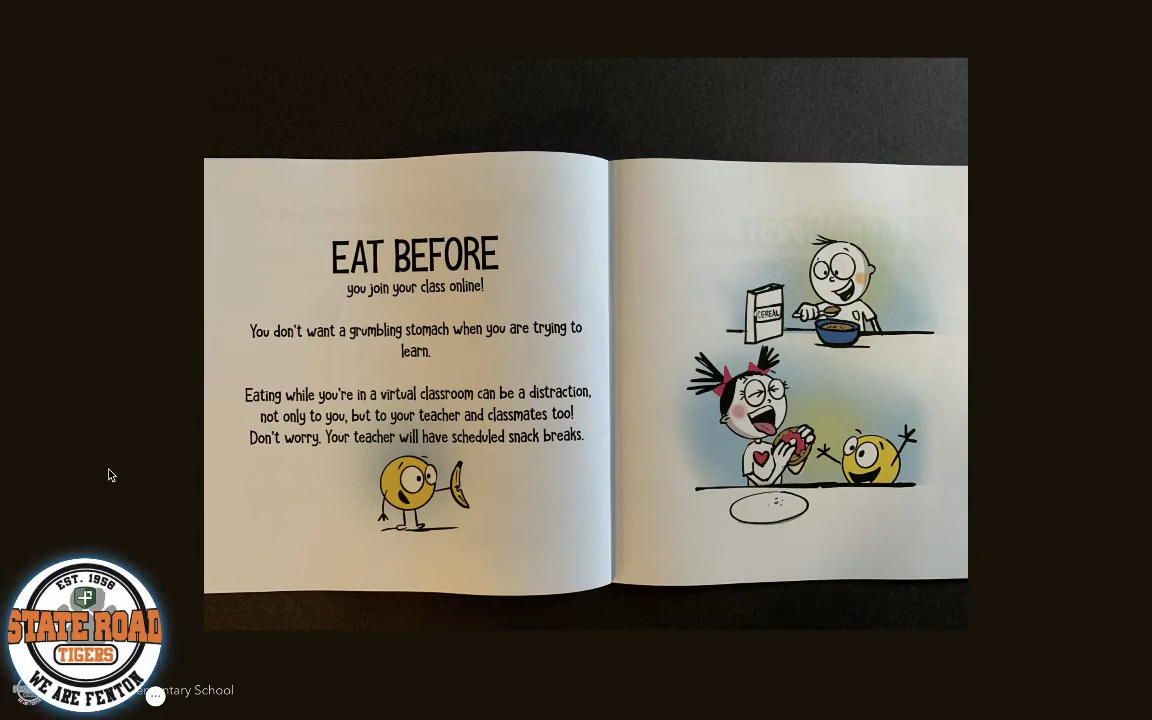 EAT BEFORE
you join your class online!
You don't want a grumbling stomach when you are trying to
learn.
Eating while you're in a virtual classroom can be a distraction,
not only to you, but to your teacher and classmates too!
Don't worry. Your teacher will have scheduled snack breaks.
CEREAL
EST. 1956
STATE ROAD
TIGERS
WE ARE FENTON
School